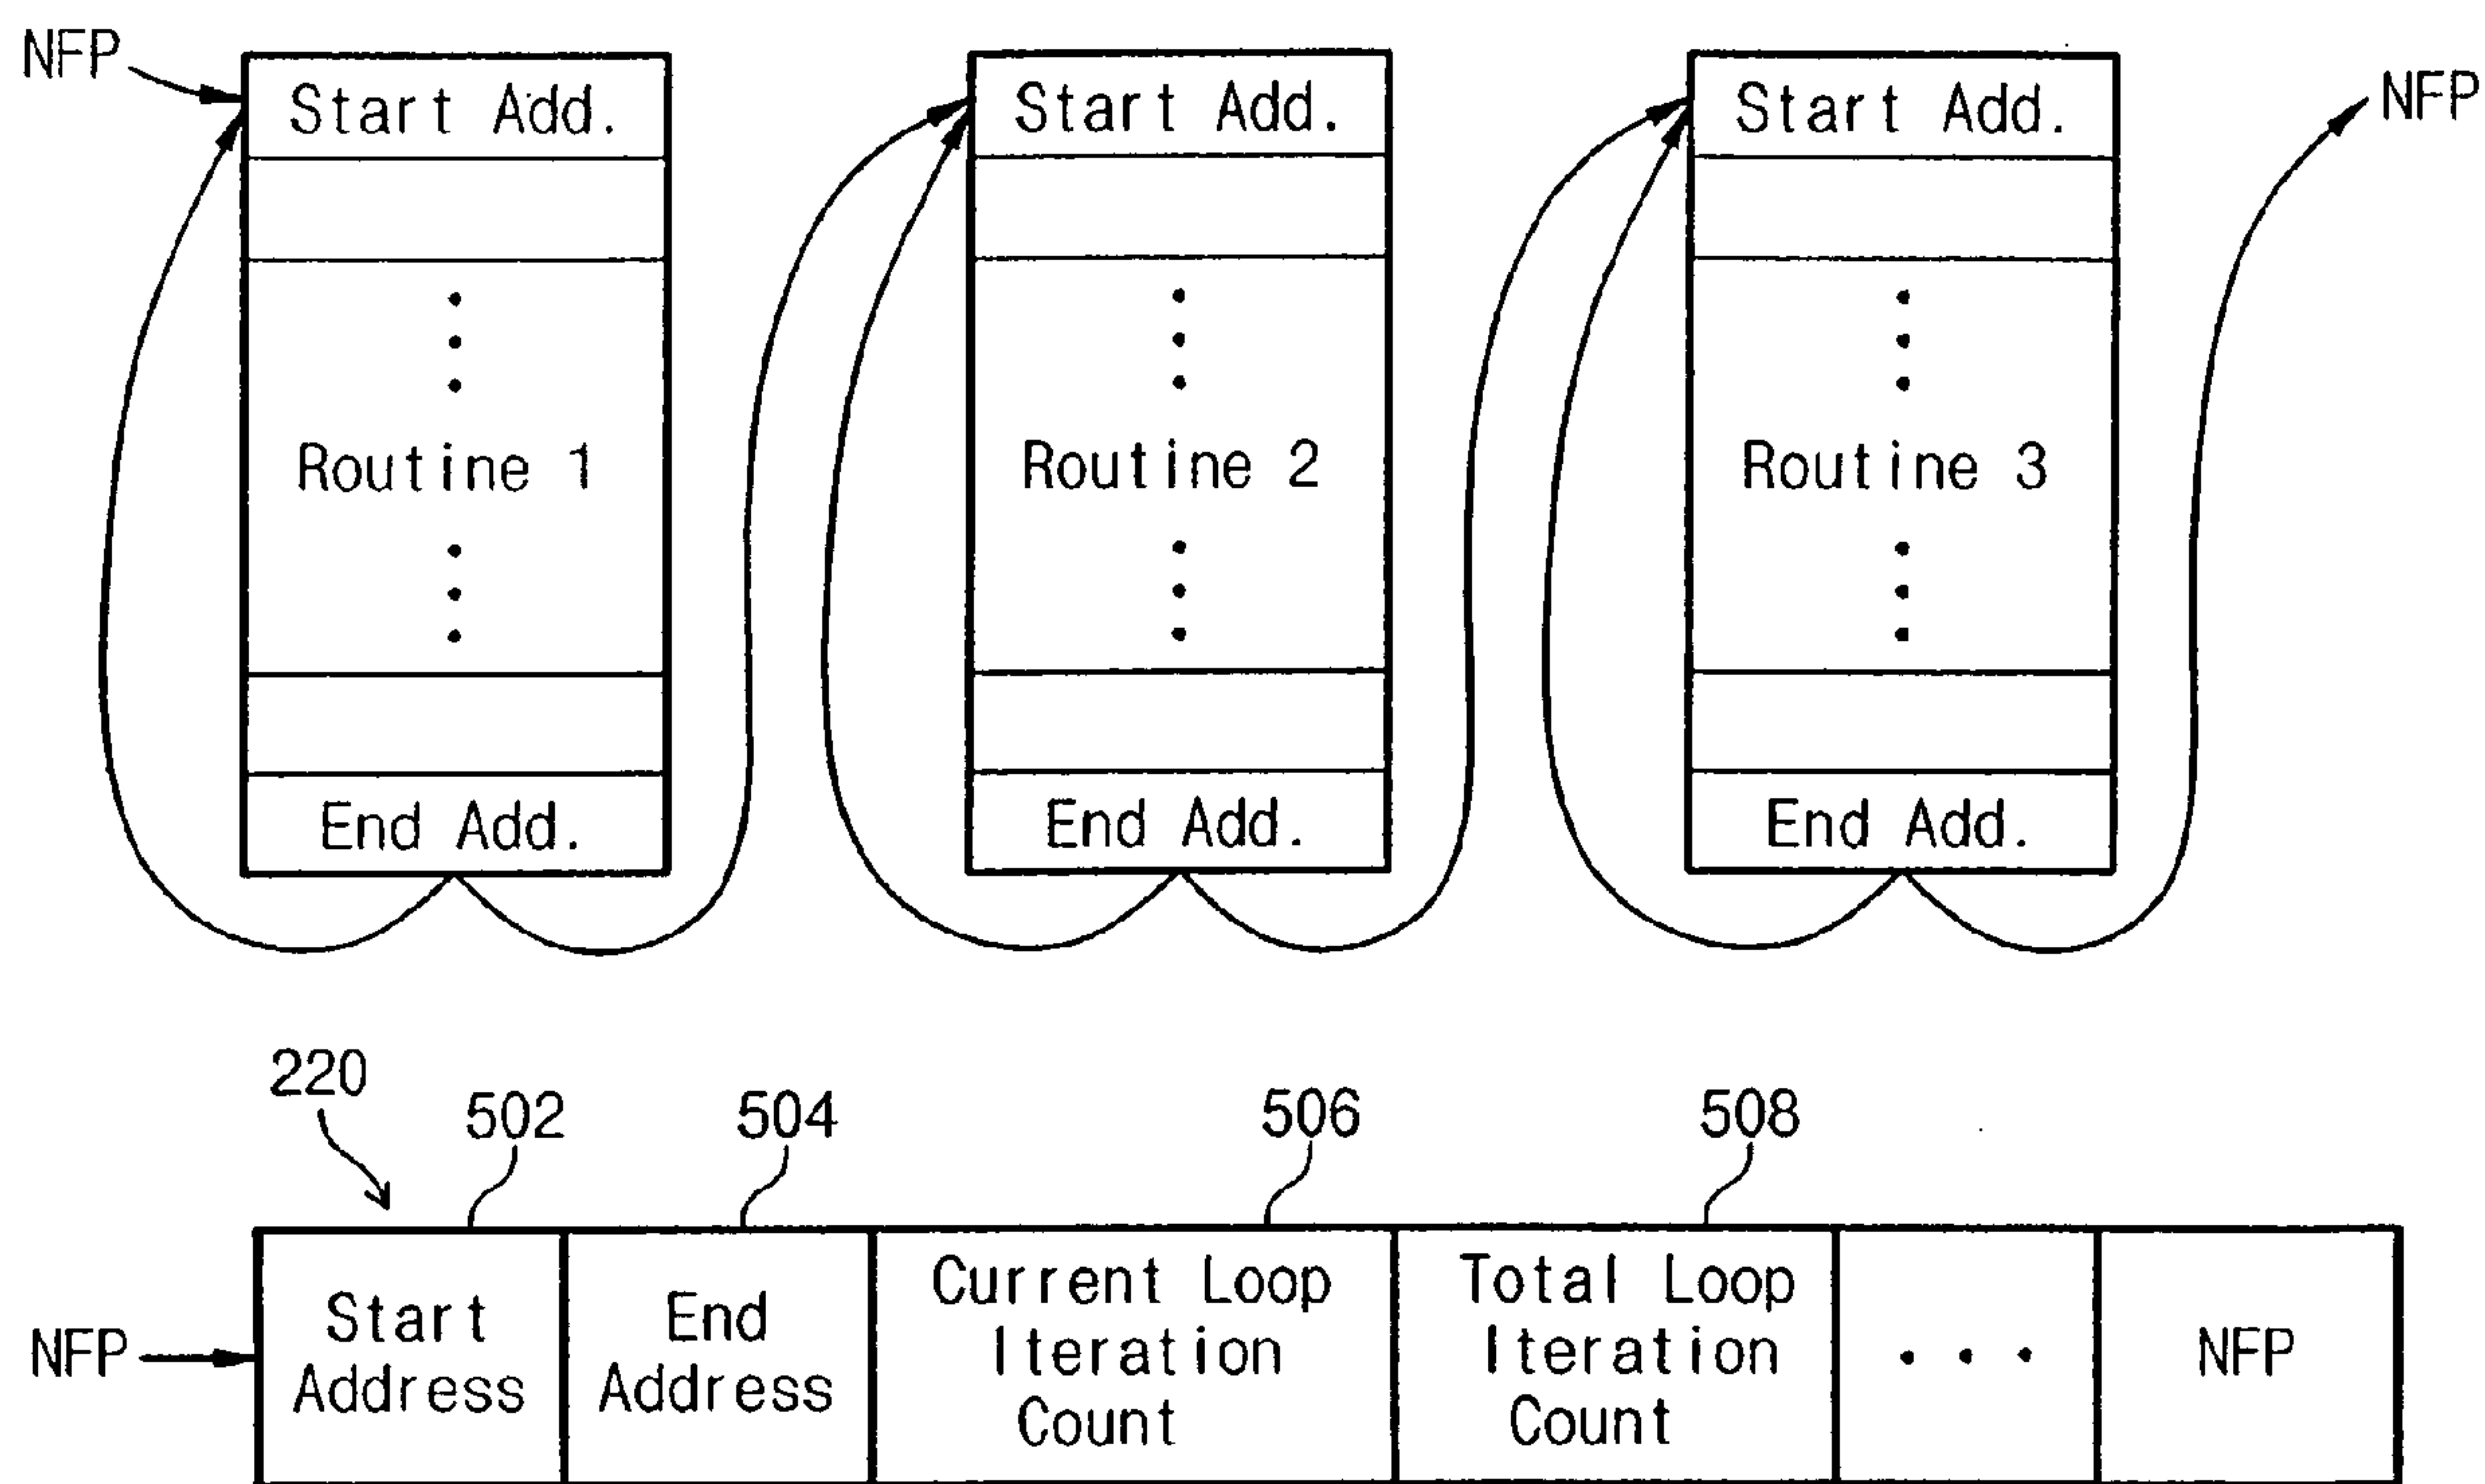 NFP
Start Add.
Start Add.
Start Add.
NFP
Routine 1
Routine 2
Routine 3
End Add.
End Add.
End Add.
220
502
504
506
508
NFP
Start
Address
End
Address
Current Loop
Iteration
Count
Total Loop
Iteration
Count
• • •
NFP